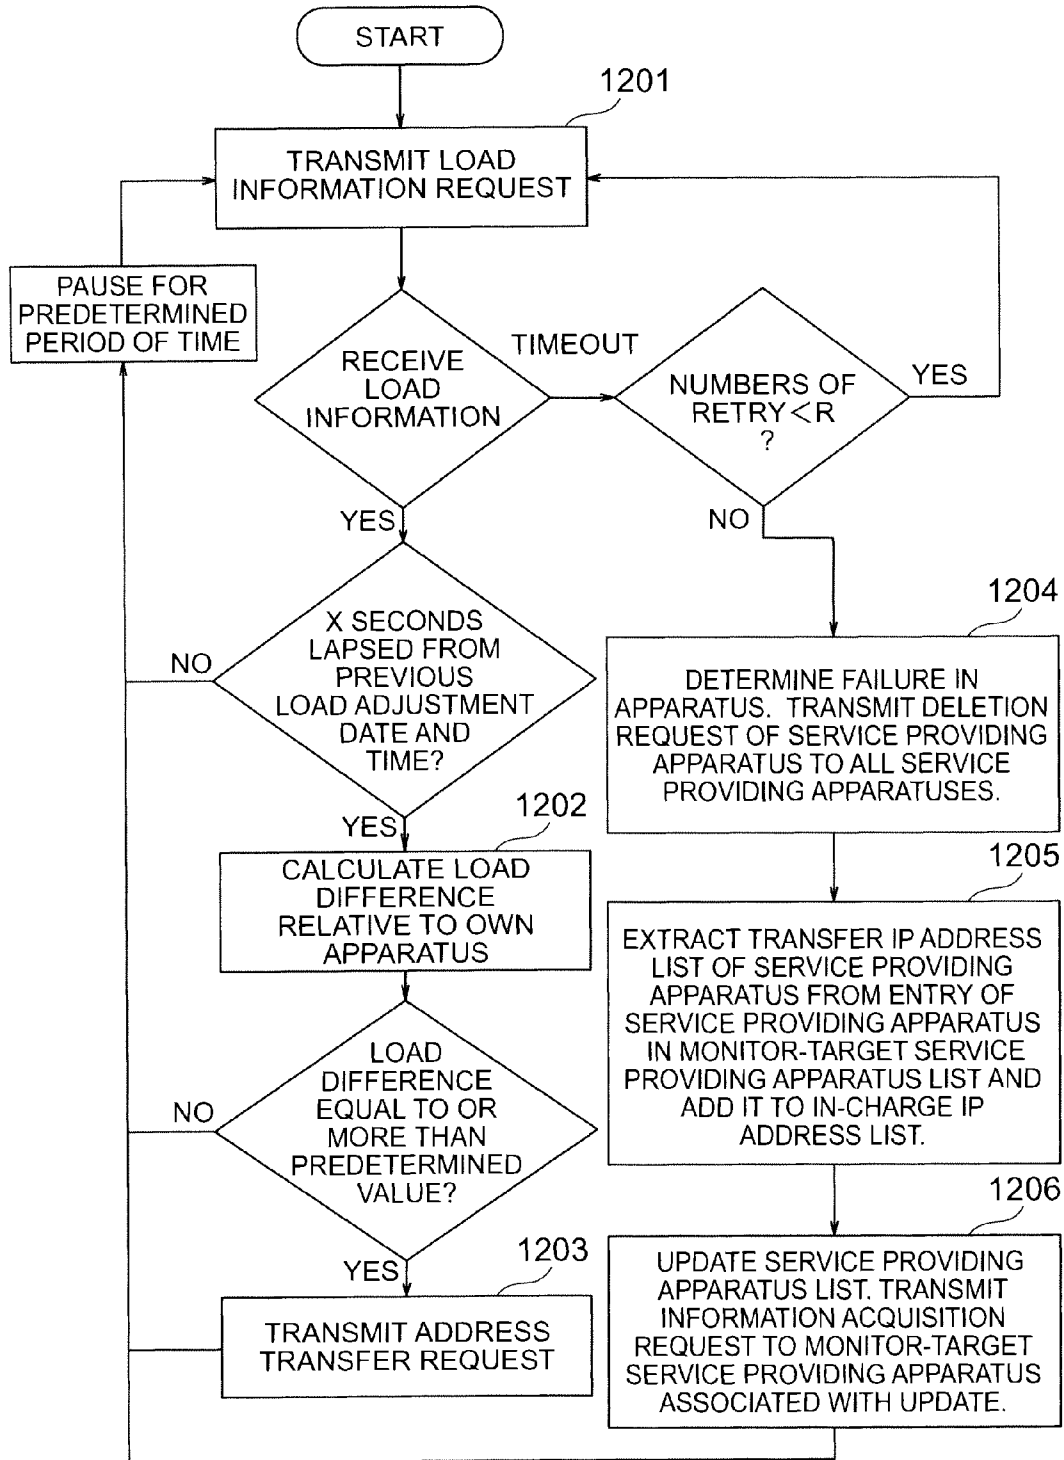 START
1201
TRANSMIT LOAD
INFORMATION REQUEST
PAUSE FOR
PREDETERMINED
PERIOD OF TIME
RECEIVE
LOAD
INFORMATION
TIMEOUT
NUMBERS OF
RETRY<R
?
YES
NO
YES
X SECONDS
LAPSED FROM
PREVIOUS
LOAD ADJUSTMENT
DATE AND
TIME?
NO
YES
1202
CALCULATE LOAD
DIFFERENCE
RELATIVE TO OWN
APPARATUS
LOAD
DIFFERENCE
EQUAL TO OR
MORE THAN
PREDETERMINED
VALUE?
NO
YES
1203
TRANSMIT ADDRESS
TRANSFER REQUEST
1204
DETERMINE FAILURE IN
APPARATUS. TRANSMIT DELETION
REQUEST OF SERVICE PROVIDING
APPARATUS TO ALL SERVICE
PROVIDING APPARATUSES.
1205
EXTRACT TRANSFER IP ADDRESS
LIST OF SERVICE PROVIDING
APPARATUS FROM ENTRY OF
SERVICE PROVIDING APPARATUS
IN MONITOR-TARGET SERVICE
PROVIDING APPARATUS LIST AND
ADD IT TO IN-CHARGE IP
ADDRESS LIST.
1206
UPDATE SERVICE PROVIDING
APPARATUS LIST. TRANSMIT
INFORMATION ACQUISITION
REQUEST TO MONITOR-TARGET
SERVICE PROVIDING APPARATUS
ASSOCIATED WITH UPDATE.